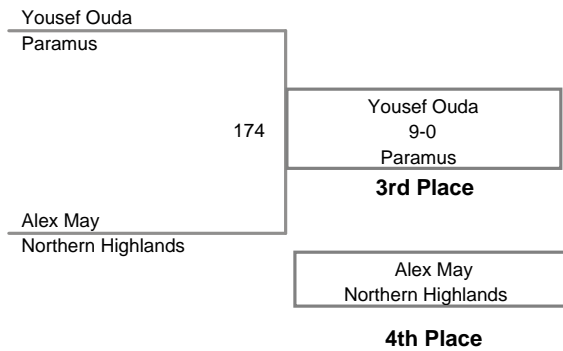 Yousef Ouda
Paramus
174
Yousef Ouda
9-0
Paramus
3rd Place
Alex May
Northern Highlands
Alex May
Northern Highlands
4th Place